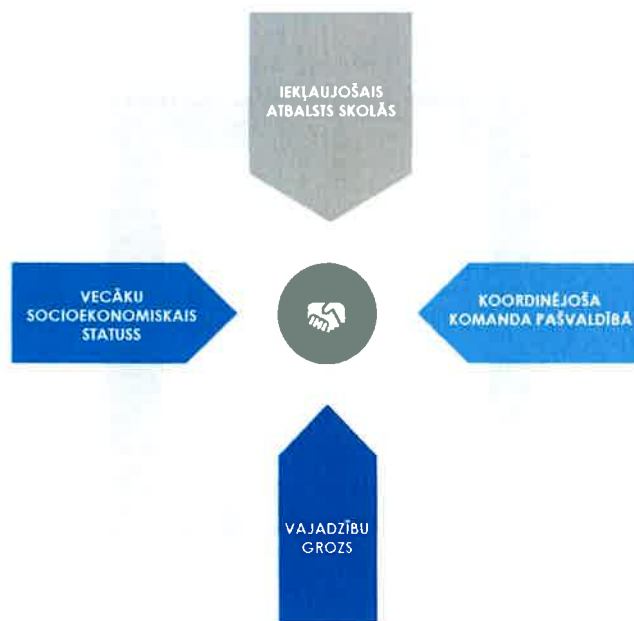 IEKĻAUJOŠAIS
ATBALSTS SKOLĀS
VECĀKU
SOCIOEKONOMISKAIS
STATUSS
KOORDINĒJOŠA
KOMANDA PAŠVALDĪBĀ
VAJADZĪBU
GROZS